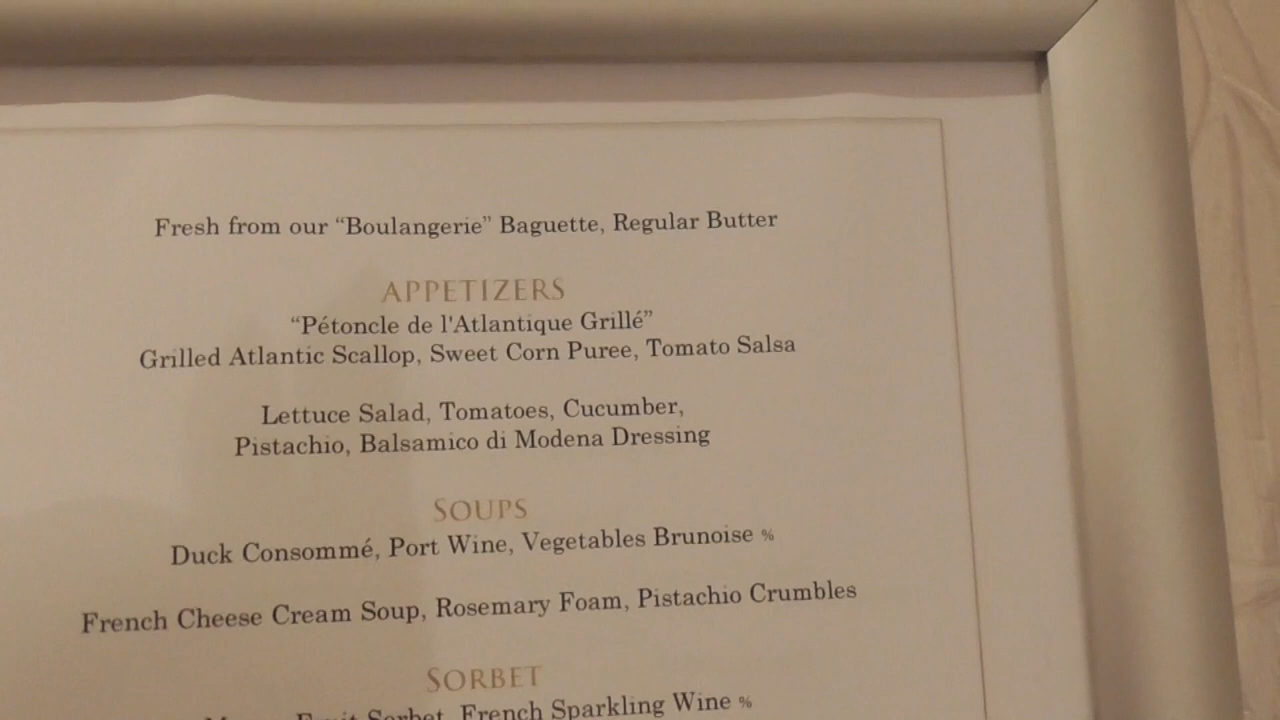 Fresh from our “Boulangerie” Baguette, Regular Butter
APPETIZERS
“Pétoncle de l'Atlantique Grillé”
Grilled Atlantic Scallop, Sweet Corn Puree, Tomato Salsa
Lettuce Salad, Tomatoes, Cucumber,
Pistachio, Balsamico di Modena Dressing
SOUPS
Duck Consommé, Port Wine, Vegetables Brunoise %
French Cheese Cream Soup, Rosemary Foam, Pistachio Crumbles
SORBET
Fruit Sorbet, French Sparkling Wine %